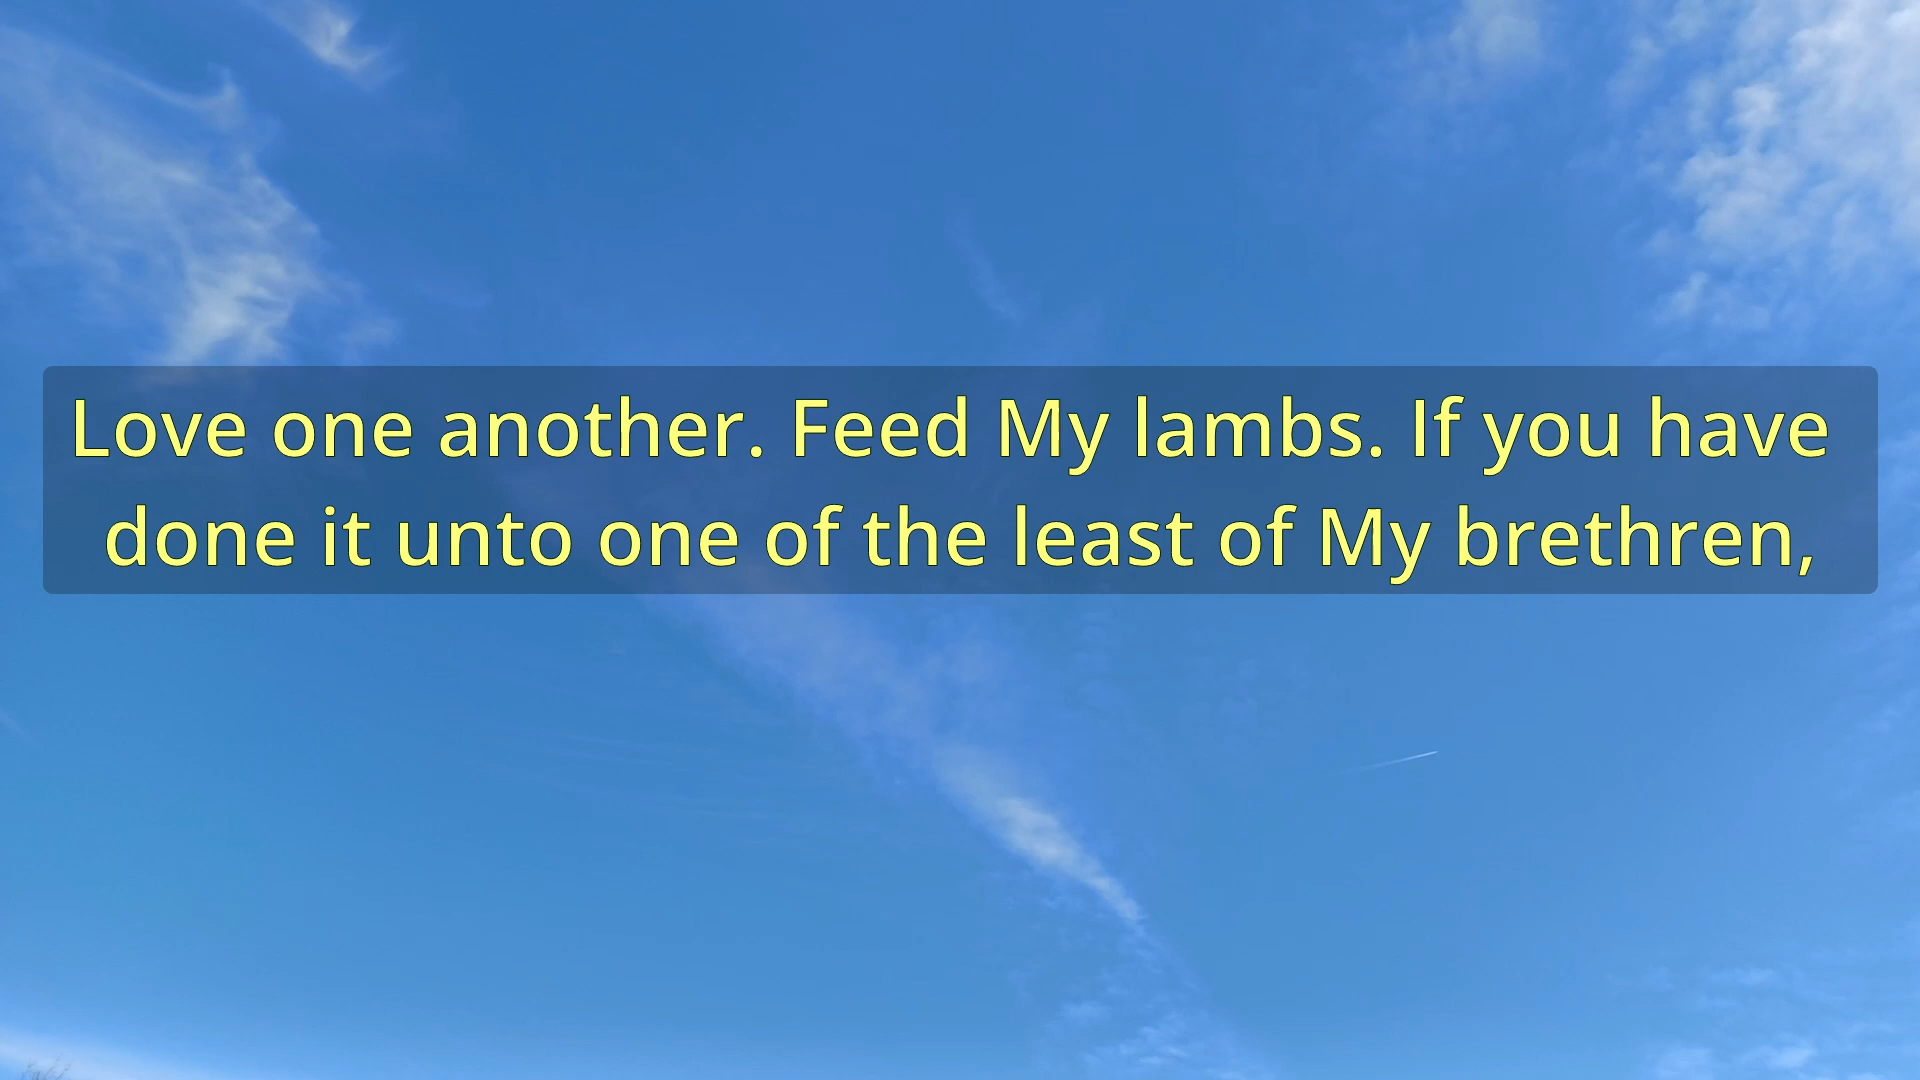 Love one another. Feed My lambs. If you have
done it unto one of the least of My brethren,